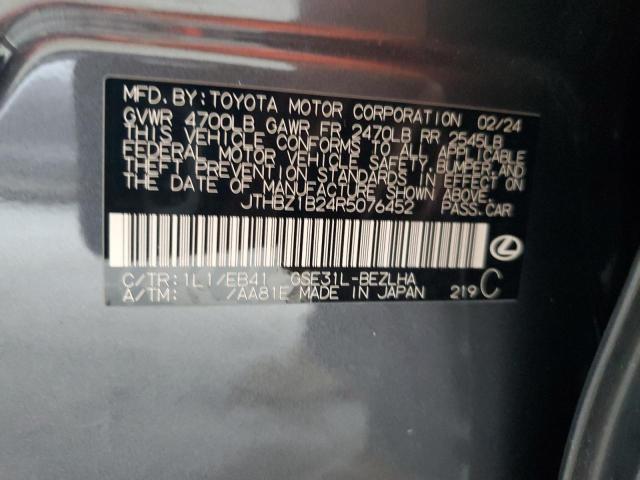 MFD. BY: TOYOTA MOTOR CORPORATION 02/24
GVWR 4700LB GAWR FR 2470LB RR 2545LB
THIS VEHICLE CONFORMS TO ALL APPLICABLE
FEDERAL MOTOR VEHICLE SAFETY, BUMPER, AND
THEFT PREVENTION STANDARDS IN EFFECT ON
THE DATE OF MANUFACTURE SHOWN ABOVE.
JTHBZ1B24R5076452 PASS.CAR
C/TR: 1L1/EB41 GSE31L-BEZLHA
A/TM: /AA81E MADE IN JAPAN 219 C